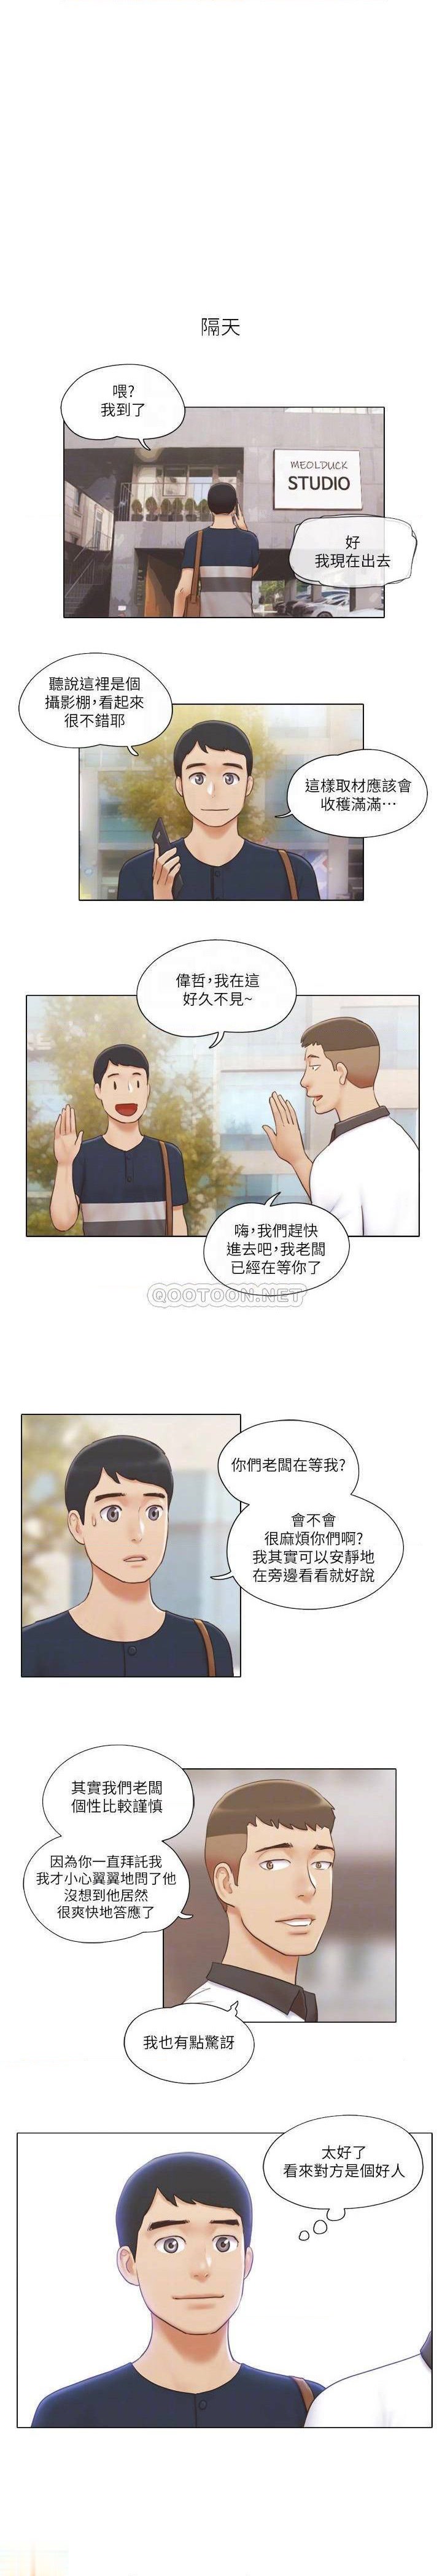 隔天
喂?
我到了
MEOLDUCK
STUDIO
好
我現在出去
聽說這裡是個
攝影棚,看起來
很不錯耶
這樣取材應該會
收穫滿滿…
偉哲,我在這
好久不見~
嗨,我們趕快
進去吧,我老闆
已經在等你了
QOOTOON.NET
你們老闆在等我?
會不會
很麻煩你們啊?
我其實可以安靜地
在旁邊看看就好說
其實我們老闆
個性比較謹慎
因為你一直拜託我
我才小心翼翼地問了他
沒想到他居然
很爽快地答應了
我也有點驚訝
太好了
看來對方是個好人